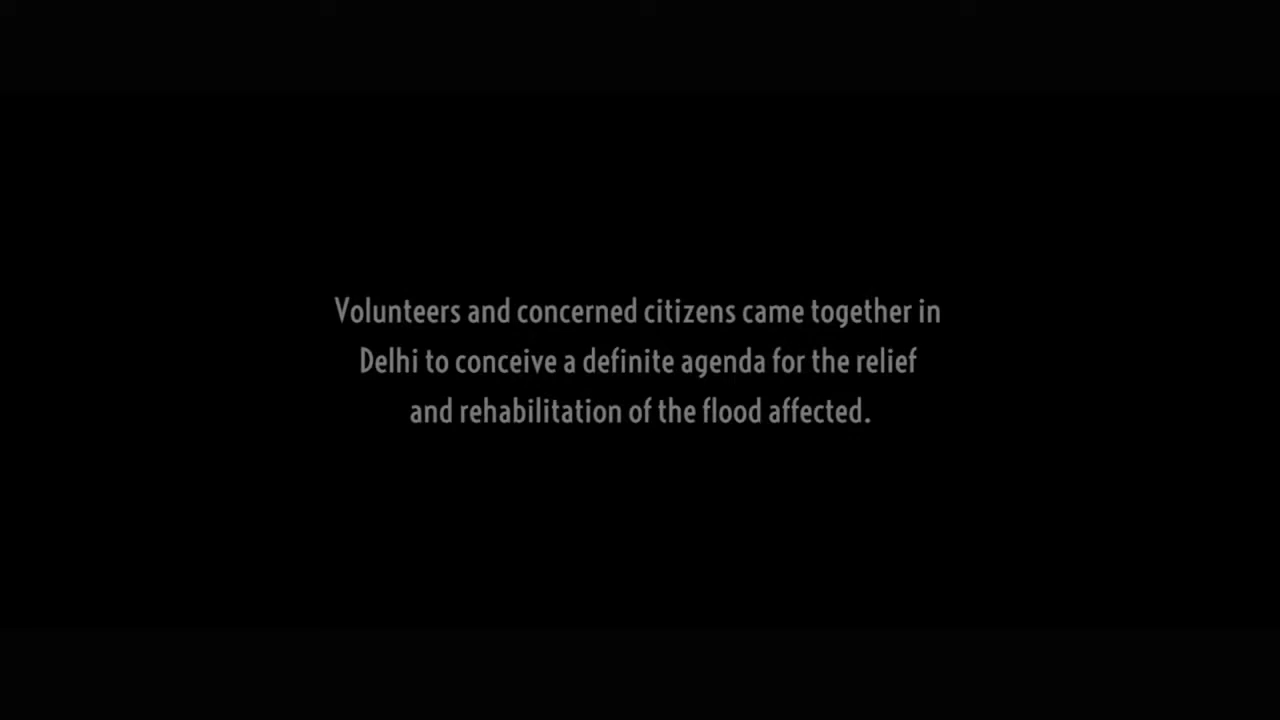 Volunteers and concerned citizens came together in
Delhi to conceive a definite agenda for the relief
and rehabilitation of the flood affected.